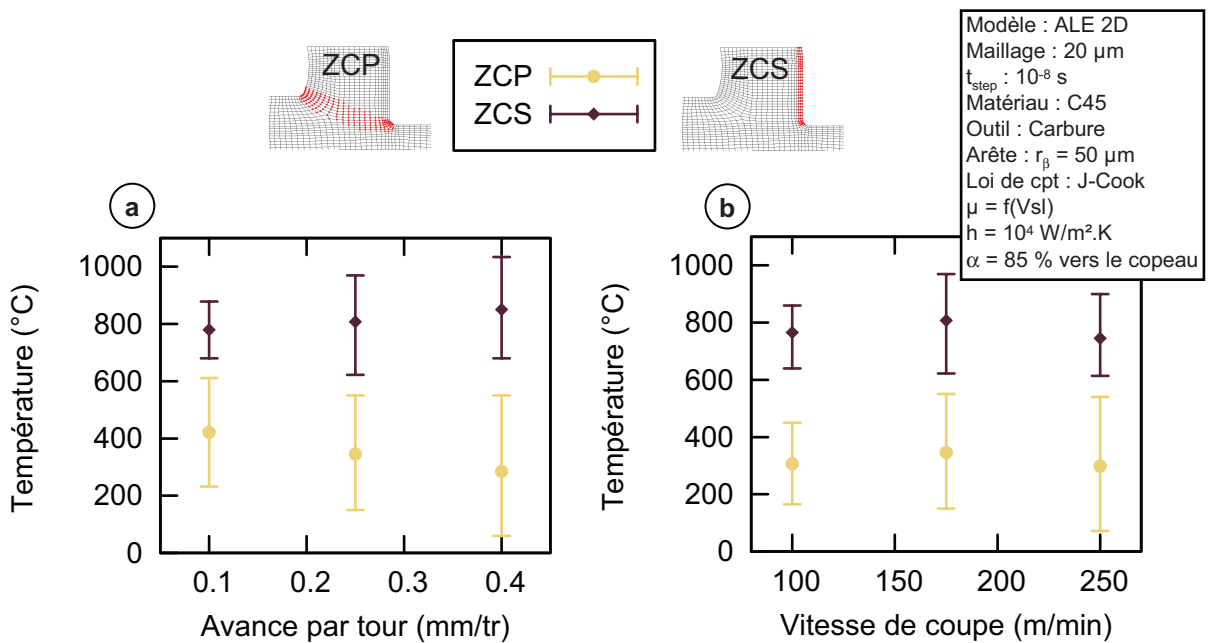 ZCP
ZCP
ZCS
ZCS
Modèle : ALE 2D
Maillage : 20 µm
t_step : 10⁻⁸ s
Matériau : C45
Outil : Carbure
Arête : r_β = 50 µm
Loi de cpt : J-Cook
µ = f(Vsl)
h = 10⁴ W/m².K
α = 85 % vers le copeau
a
Température (°C)
1000
800
600
400
200
0
0.1 0.2 0.3 0.4
Avance par tour (mm/tr)
b
Température (°C)
1000
800
600
400
200
0
100 150 200 250
Vitesse de coupe (m/min)